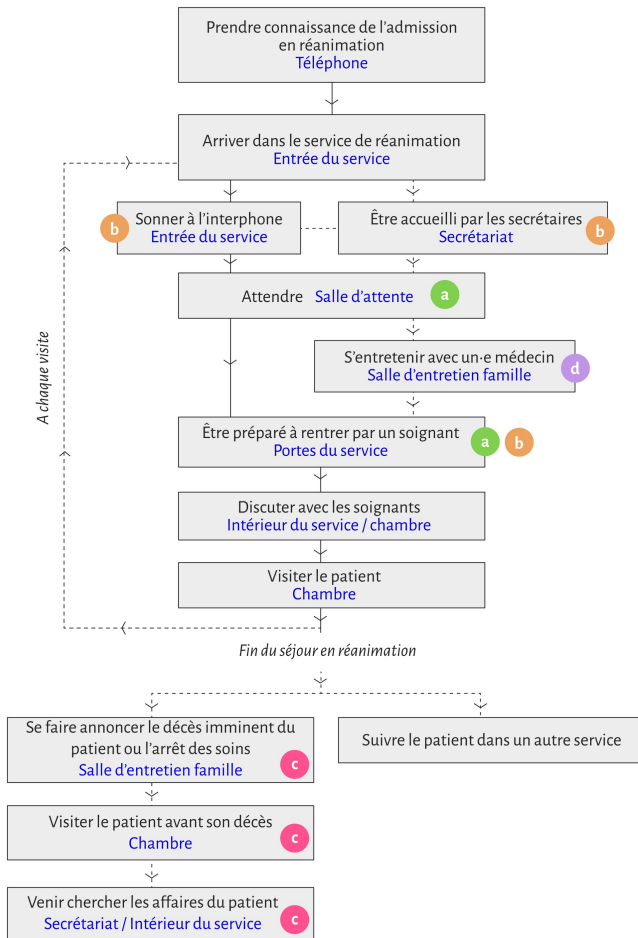 Prendre connaissance de l'admission
en réanimation
Téléphone
Arriver dans le service de réanimation
Entrée du service
b
Sonner à l'interphone
Entrée du service
Être accueilli par les secrétaires
Secrétariat
b
Attendre Salle d'attente
a
S'entretenir avec un·e médecin
Salle d'entretien famille
d
A chaque visite
Être préparé à rentrer par un soignant
Portes du service
a
b
Discuter avec les soignants
Intérieur du service / chambre
Visiter le patient
Chambre
Fin du séjour en réanimation
Se faire annoncer le décès imminent du
patient ou l'arrêt des soins
Salle d'entretien famille
c
Suivre le patient dans un autre service
Visiter le patient avant son décès
Chambre
c
Venir chercher les affaires du patient
Secrétariat / Intérieur du service
c